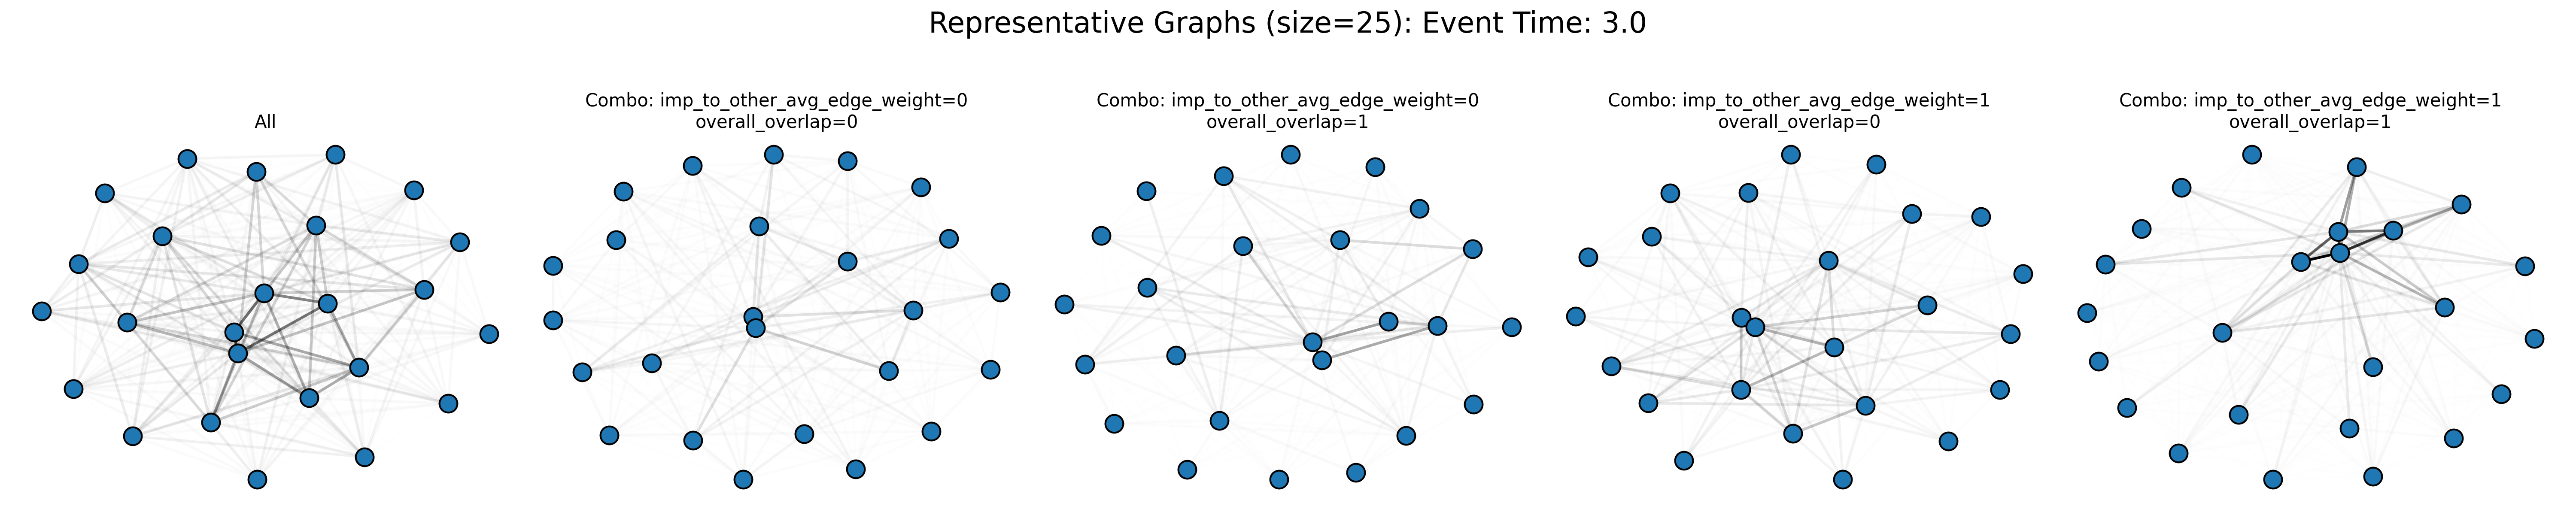 Representative Graphs (size=25): Event Time: 3.0
All
Combo: imp_to_other_avg_edge_weight=0
overall_overlap=0
Combo: imp_to_other_avg_edge_weight=0
overall_overlap=1
Combo: imp_to_other_avg_edge_weight=1
overall_overlap=0
Combo: imp_to_other_avg_edge_weight=1
overall_overlap=1